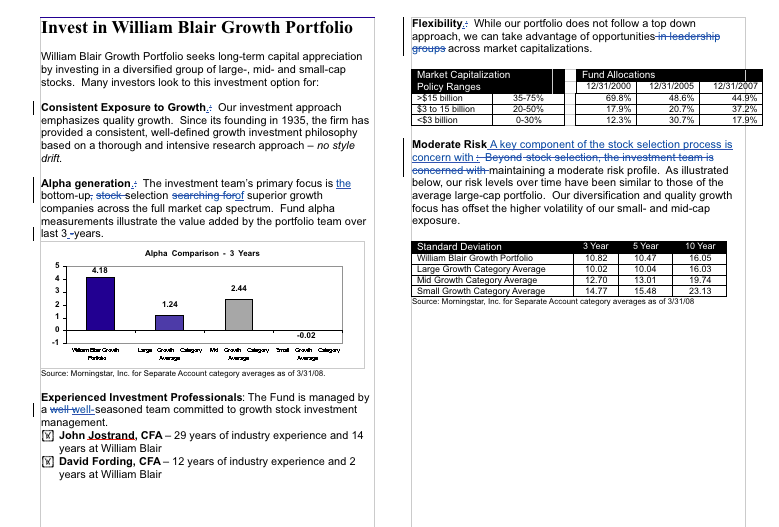 Invest in William Blair Growth Portfolio
William Blair Growth Portfolio seeks long-term capital appreciation
by investing in a diversified group of large-, mid- and small-cap
stocks. Many investors look to this investment option for:
Consistent Exposure to Growth.: Our investment approach
emphasizes quality growth. Since its founding in 1935, the firm has
provided a consistent, well-defined growth investment philosophy
based on a thorough and intensive research approach – no style
drift.
Alpha generation.: The investment team's primary focus is the
bottom-up, stock selection searching for of superior growth
companies across the full market cap spectrum. Fund alpha
measurements illustrate the value added by the portfolio team over
last 3 -years.
Alpha Comparison - 3 Years
5
4
3
2
1
0
-1
4.18
1.24
2.44
-0.02
William Blair Growth Portfolio
Large Growth Category Average
Mid Growth Category Average
Small Growth Category Average
Source: Morningstar, Inc. for Separate Account category averages as of 3/31/08.
Experienced Investment Professionals: The Fund is managed by
a well well-seasoned team committed to growth stock investment
management.
John Jostrand, CFA – 29 years of industry experience and 14
years at William Blair
David Fording, CFA – 12 years of industry experience and 2
years at William Blair
Flexibility.: While our portfolio does not follow a top down
approach, we can take advantage of opportunities in leadership
groups across market capitalizations.
Market Capitalization Fund Allocations
Policy Ranges 12/31/2000 12/31/2005 12/31/2007
>$15 billion 35-75% 69.8% 48.6% 44.9%
$3 to 15 billion 20-50% 17.9% 20.7% 37.2%
<$3 billion 0-30% 12.3% 30.7% 17.9%
Moderate Risk A key component of the stock selection process is
concern with : Beyond stock selection, the investment team is
concerned with maintaining a moderate risk profile. As illustrated
below, our risk levels over time have been similar to those of the
average large-cap portfolio. Our diversification and quality growth
focus has offset the higher volatility of our small- and mid-cap
exposure.
Standard Deviation 3 Year 5 Year 10 Year
William Blair Growth Portfolio 10.82 10.47 16.05
Large Growth Category Average 10.02 10.04 16.03
Mid Growth Category Average 12.70 13.01 19.74
Small Growth Category Average 14.77 15.48 23.13
Source: Morningstar, Inc. for Separate Account category averages as of 3/31/08